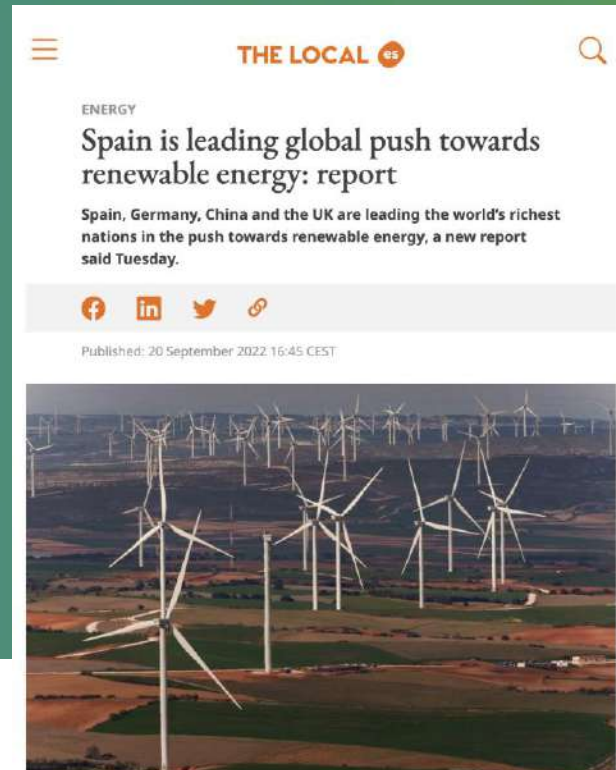 THE LOCAL es
ENERGY
Spain is leading global push towards
renewable energy: report
Spain, Germany, China and the UK are leading the world's richest
nations in the push towards renewable energy, a new report
said Tuesday.
Published: 20 September 2022 16:45 CEST